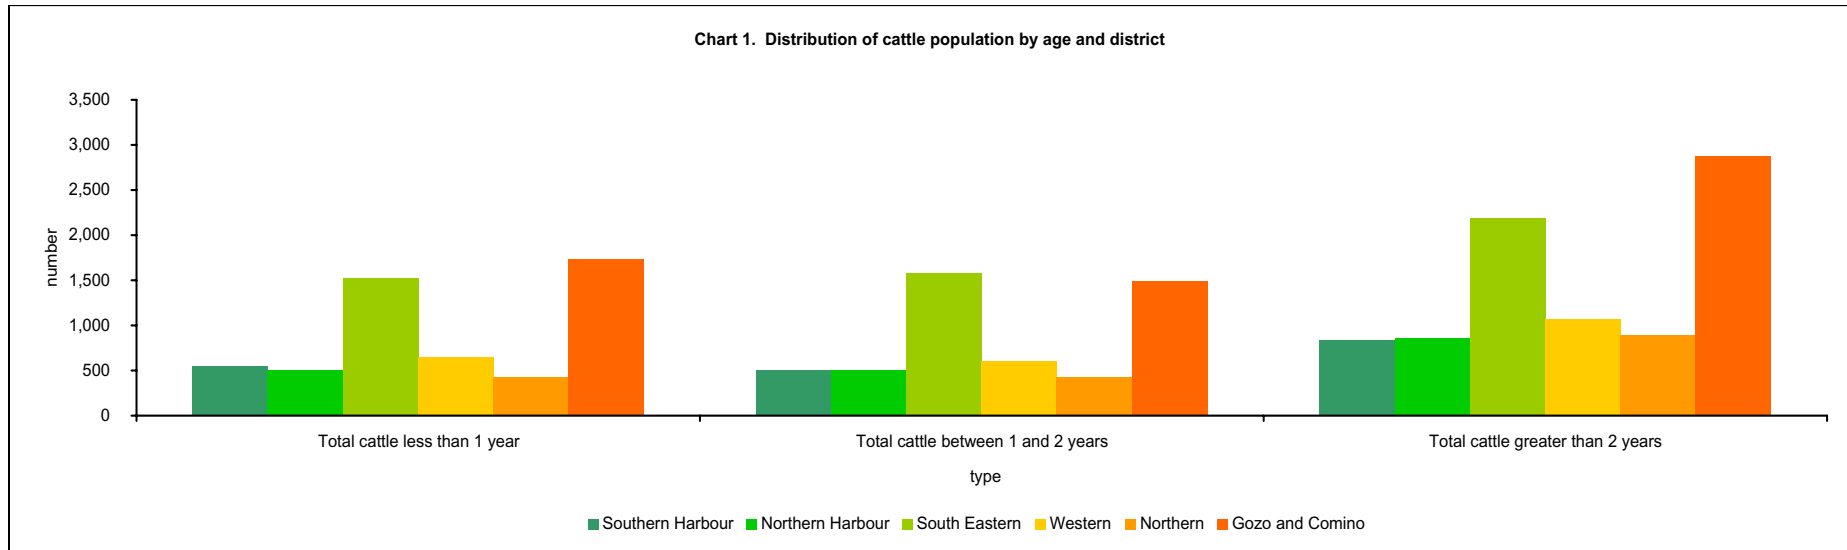 Chart 1.  Distribution of cattle population by age and district
3,500
3,000
2,500
2,000
1,500
1,000
500
0
number
Total cattle less than 1 year
Total cattle between 1 and 2 years
Total cattle greater than 2 years
type
Southern Harbour
Northern Harbour
South Eastern
Western
Northern
Gozo and Comino